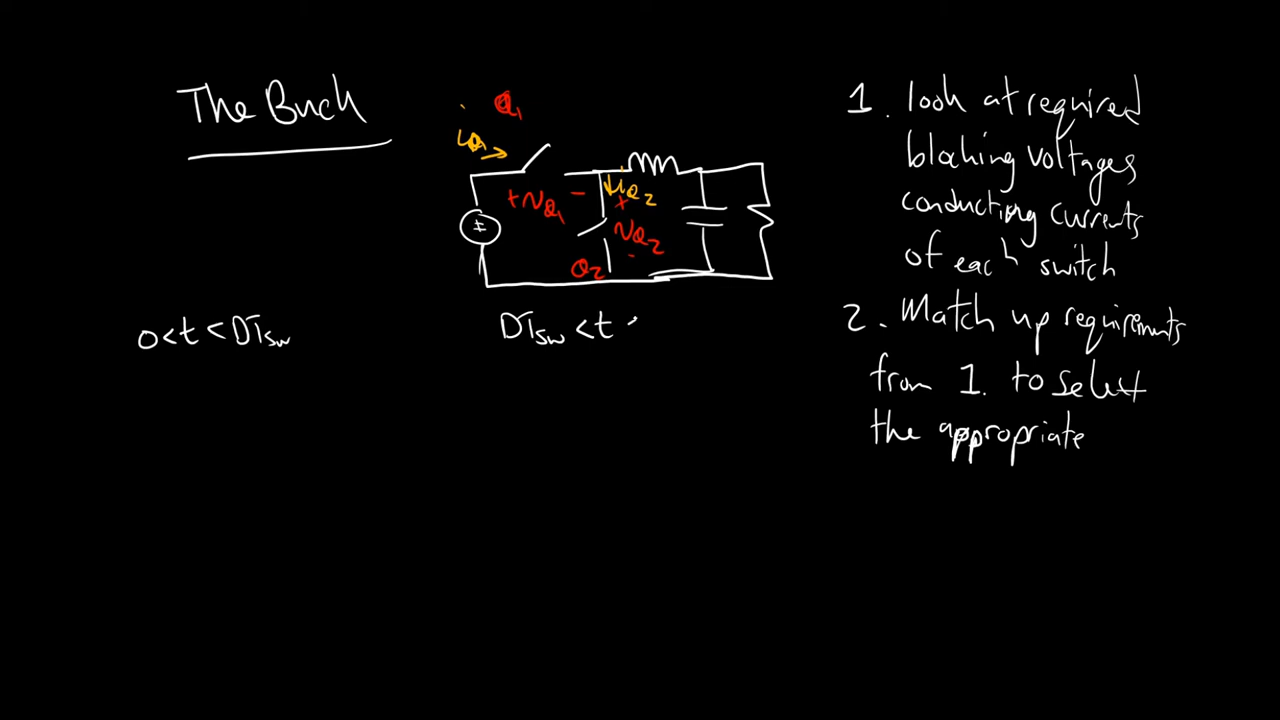 The Buck
Q1
iQ1
+ vQ1 -
iQ2
+
vQ2
-
Q2
0<t<DTsw
DTsw<t
1. look at required
blocking voltages
conducting currents
of each switch
2. Match up requirements
from 1. to select
the appropriate